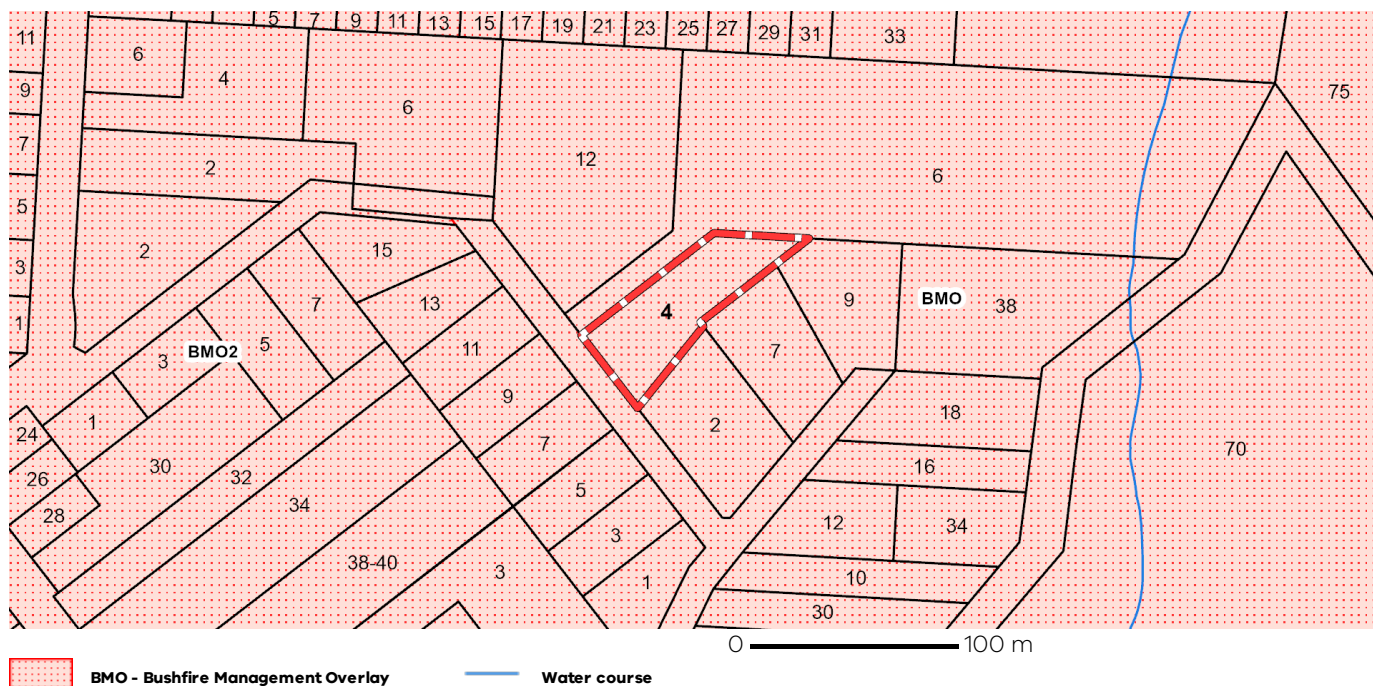 5 7 9 11 13 15 17 19 21 23 25 27 29 31 33
11 6 4 6 75
9
7 2 12 6
5
3 2 15
1 13 4 9 BMO 38
7
BMO2 5 11 7
3
1 9 2 18
24 7 70
26 30 32 5 16
28 34 3 12 34
38-40 3 1 10
30
0 100 m
BMO - Bushfire Management Overlay Water course